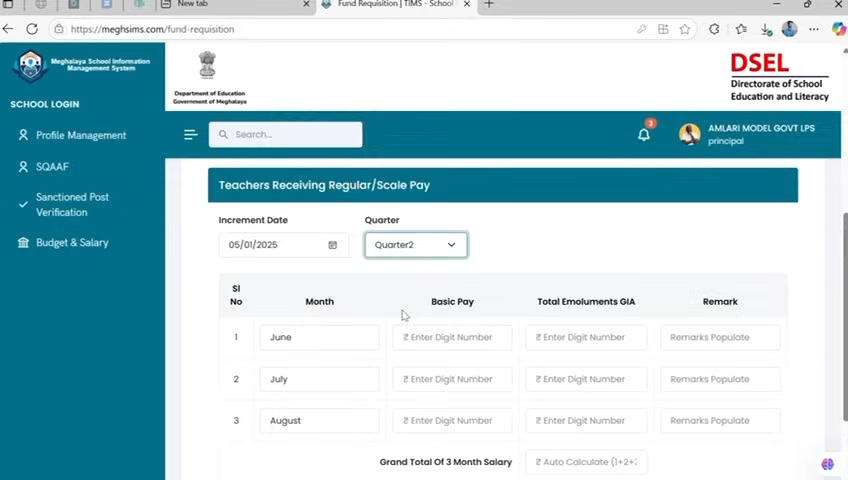 New tab
Fund Requisition | TIMS - School
https://meghsims.com/fund-requisition
Meghalaya School Information
Management System
Department of Education
Government of Meghalaya
DSEL
Directorate of School
Education and Literacy
SCHOOL LOGIN
Profile Management
SQAAF
Sanctioned Post
Verification
Budget & Salary
Search...
3
AMLARI MODEL GOVT LPS
principal
Teachers Receiving Regular/Scale Pay
Increment Date
Quarter
05/01/2025
Quarter2
Sl
No
Month
Basic Pay
Total Emoluments GIA
Remark
1
June
₹ Enter Digit Number
₹ Enter Digit Number
Remarks Populate
2
July
₹ Enter Digit Number
₹ Enter Digit Number
Remarks Populate
3
August
₹ Enter Digit Number
₹ Enter Digit Number
Remarks Populate
Grand Total Of 3 Month Salary
₹ Auto Calculate (1+2+3